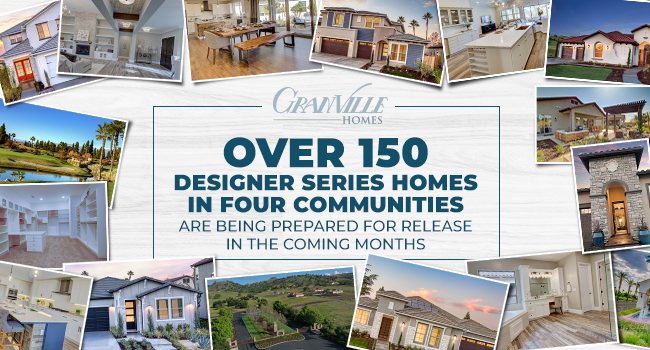 GRANVILLE
HOMES
OVER 150
DESIGNER SERIES HOMES
IN FOUR COMMUNITIES
ARE BEING PREPARED FOR RELEASE
IN THE COMING MONTHS